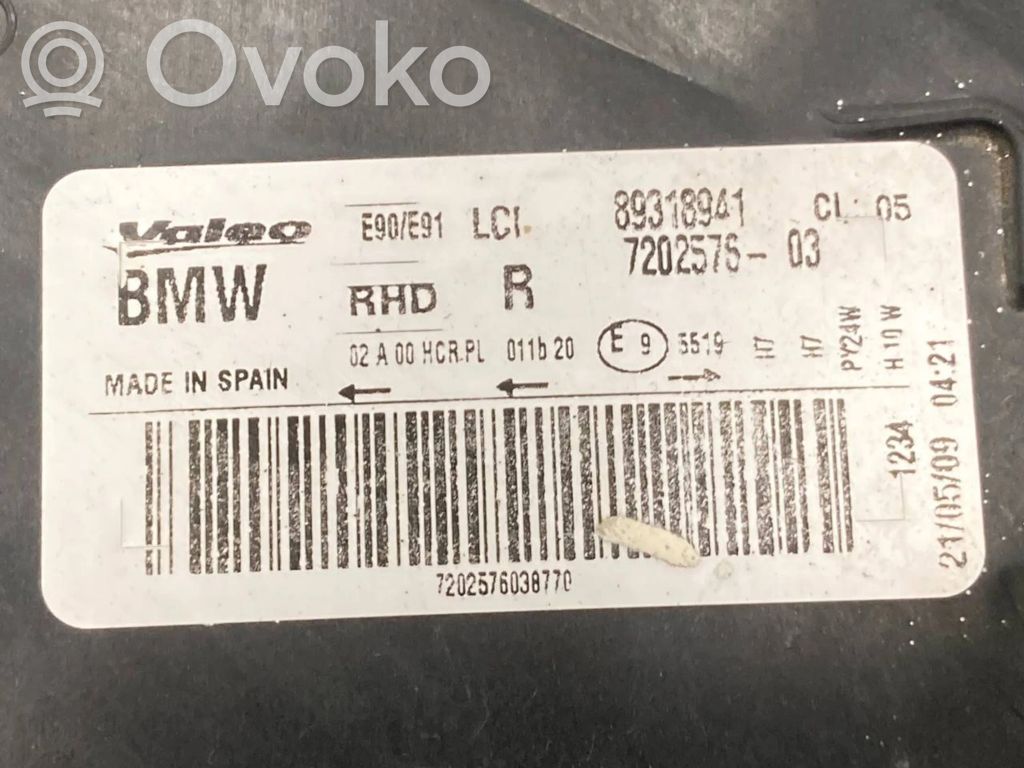 Ovoko
Valeo E90/E91 LCI 89318941 CL: 05
BMW RHD R 7202576-03
02 A 00 HCR.PL 011b 20 E 9 5519 H7 H7 PY24W H10W
MADE IN SPAIN
1234
21/05/09 04:21
7202576038770